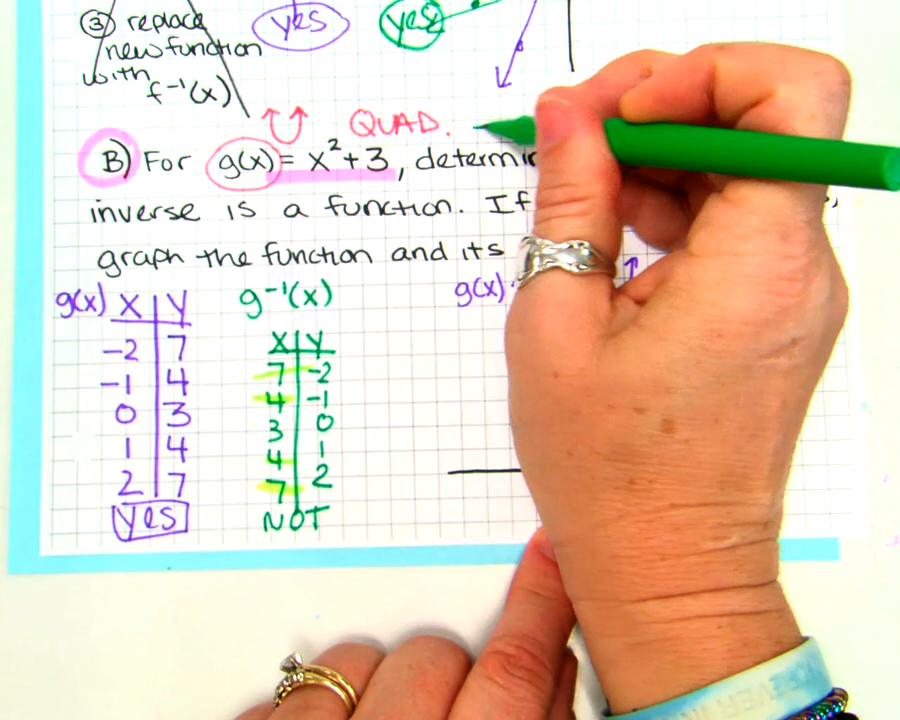 ③ replace
new function
with
f⁻¹(x)
yes
yes
QUAD.
B) For g(x) = x²+3, determin
inverse is a function. If
graph the function and its
g(x) X Y
-2 7
-1 4
0 3
1 4
2 7
yes
g⁻¹(x)
X Y
7 -2
4 -1
3 0
4 1
7 2
NOT
g(x)